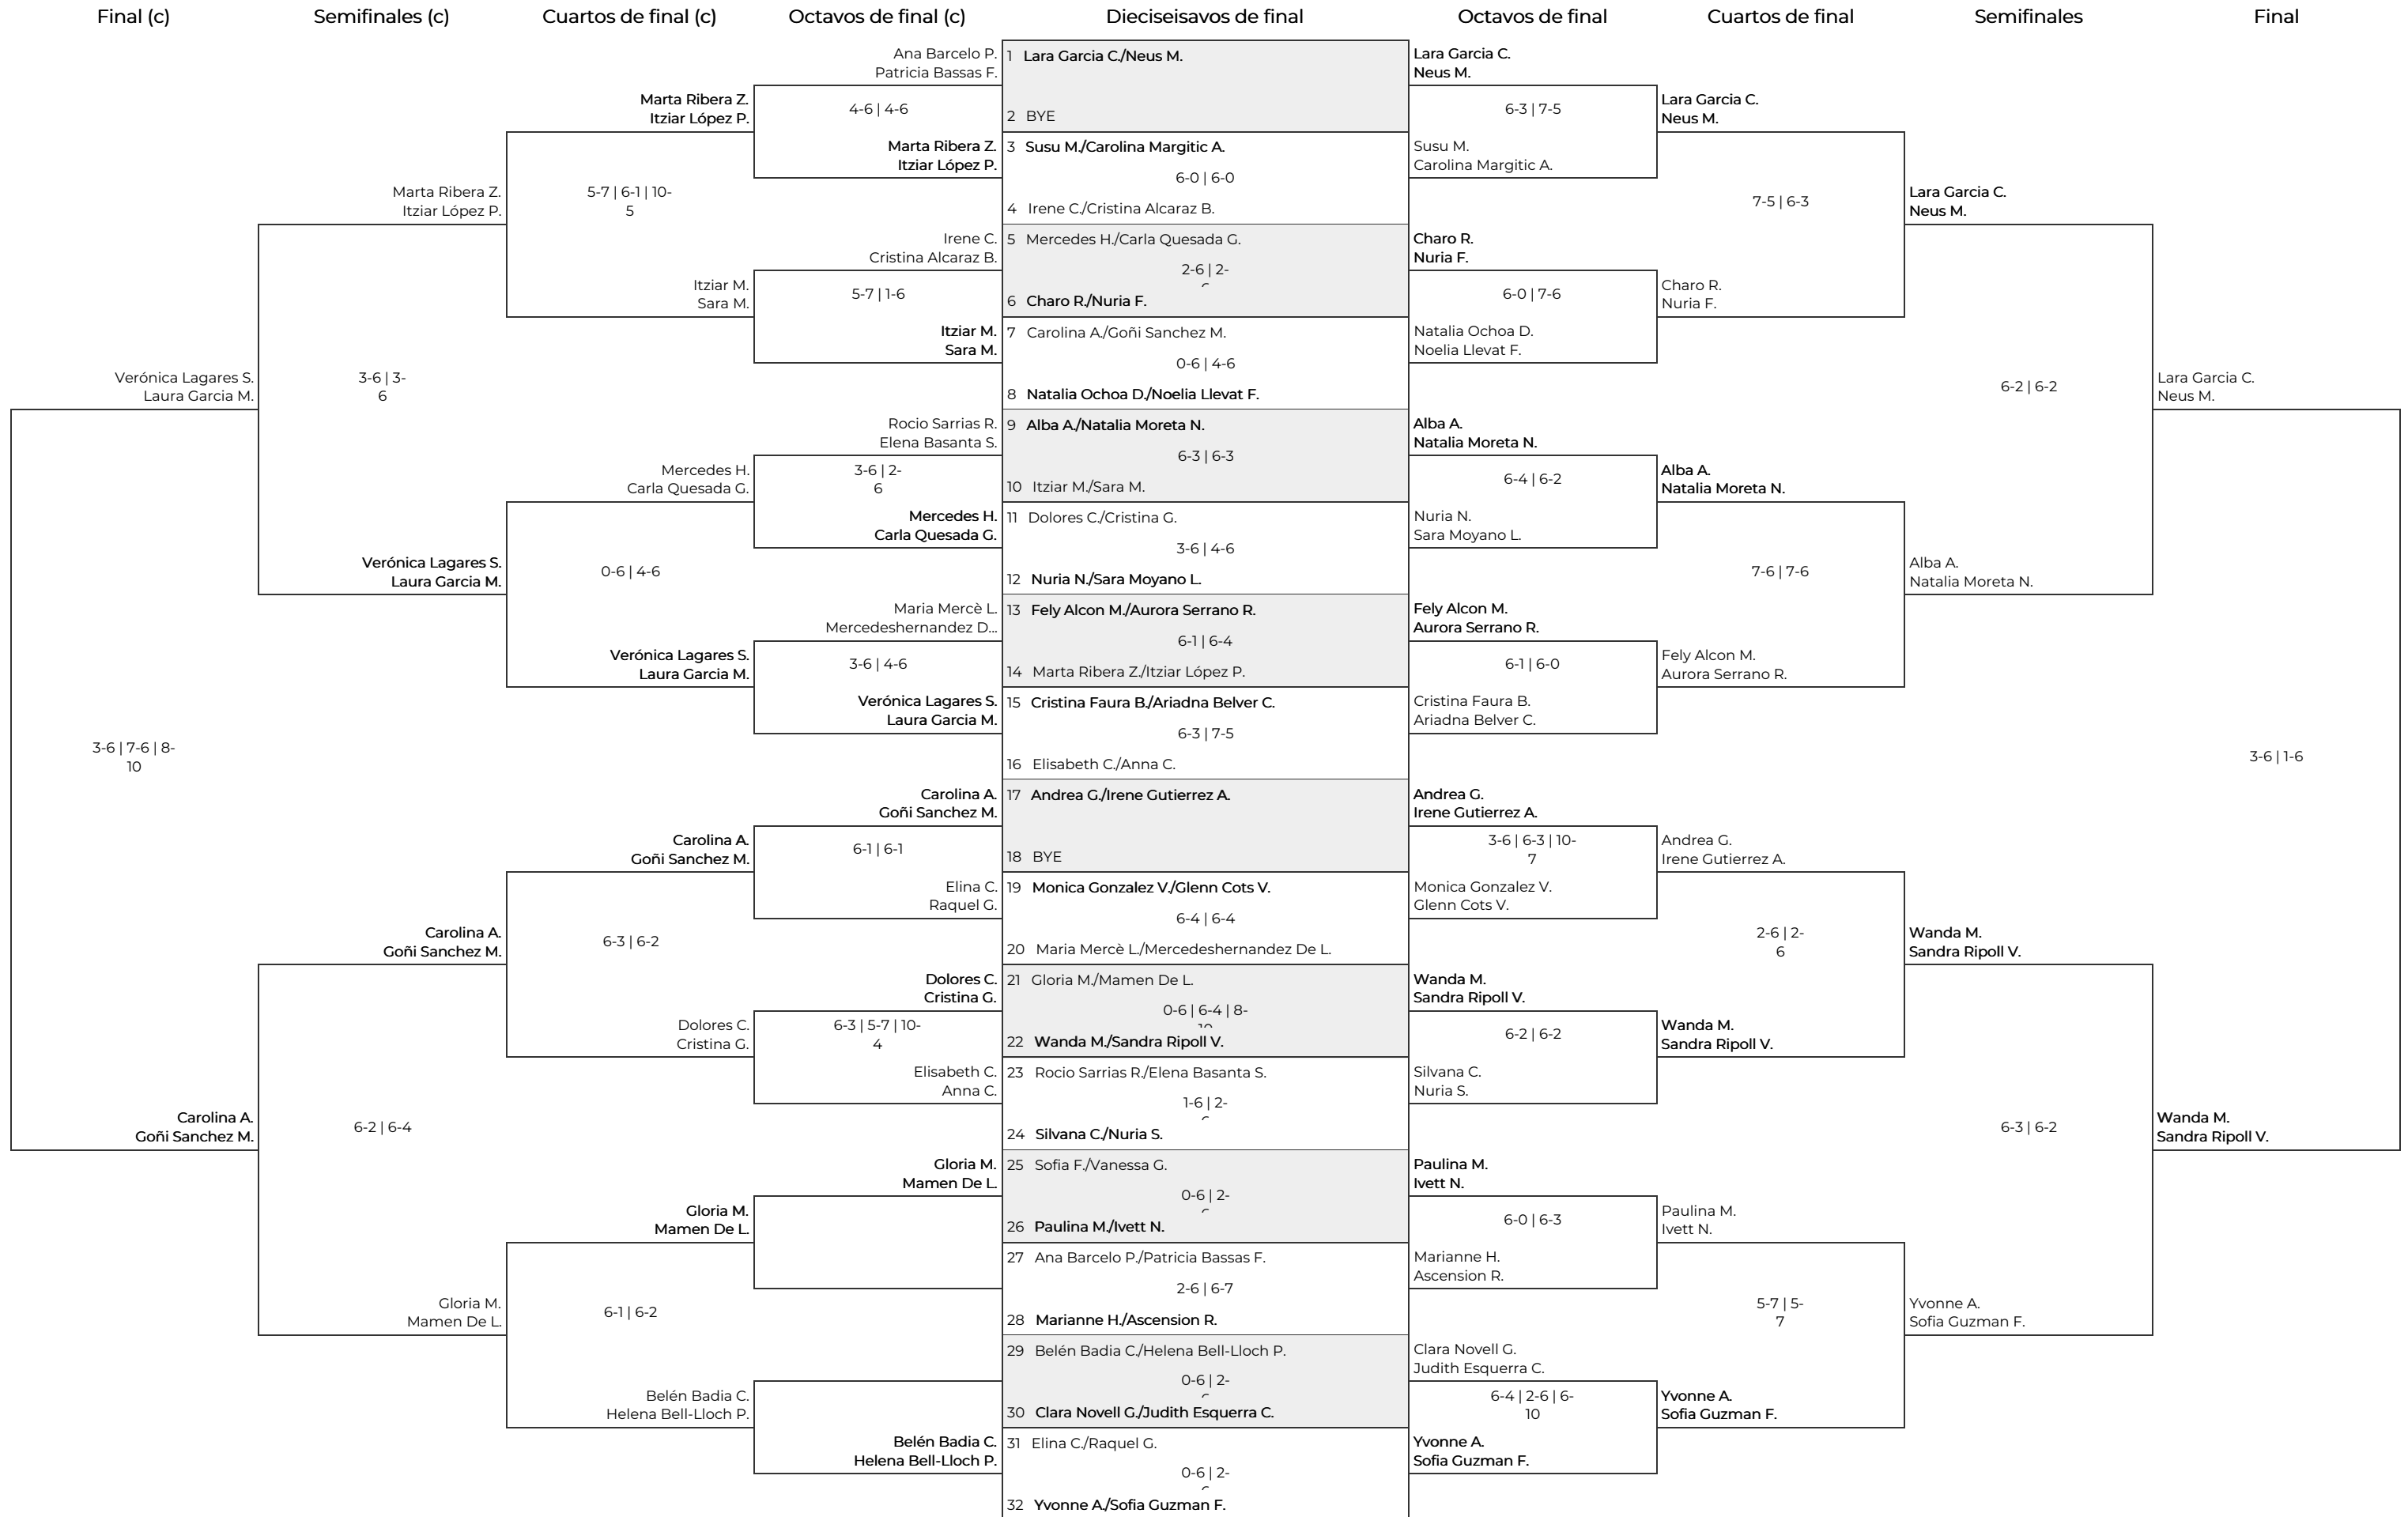 Final (c)
Semifinales (c)
Cuartos de final (c)
Octavos de final (c)
Dieciseisavos de final
Octavos de final
Cuartos de final
Semifinales
Final
Verónica Lagares S.
Laura Garcia M.
3-6 | 7-6 | 8-
10
Carolina A.
Goñi Sanchez M.
Marta Ribera Z.
Itziar López P.
3-6 | 3-
6
Verónica Lagares S.
Laura Garcia M.
Carolina A.
Goñi Sanchez M.
6-2 | 6-4
Gloria M.
Mamen De L.
Marta Ribera Z.
Itziar López P.
5-7 | 6-1 | 10-
5
Itziar M.
Sara M.
Mercedes H.
Carla Quesada G.
0-6 | 4-6
Verónica Lagares S.
Laura Garcia M.
Carolina A.
Goñi Sanchez M.
6-3 | 6-2
Dolores C.
Cristina G.
Gloria M.
Mamen De L.
6-1 | 6-2
Belén Badia C.
Helena Bell-Lloch P.
Ana Barcelo P.
Patricia Bassas F.
4-6 | 4-6
Marta Ribera Z.
Itziar López P.
Irene C.
Cristina Alcaraz B.
5-7 | 1-6
Itziar M.
Sara M.
Rocio Sarrias R.
Elena Basanta S.
3-6 | 2-
6
Mercedes H.
Carla Quesada G.
Maria Mercè L.
Mercedeshernandez D...
3-6 | 4-6
Verónica Lagares S.
Laura Garcia M.
Carolina A.
Goñi Sanchez M.
6-1 | 6-1
Elina C.
Raquel G.
Dolores C.
Cristina G.
6-3 | 5-7 | 10-
4
Elisabeth C.
Anna C.
Gloria M.
Mamen De L.
Belén Badia C.
Helena Bell-Lloch P.
1 Lara Garcia C./Neus M.
2 BYE
3 Susu M./Carolina Margitic A.
6-0 | 6-0
4 Irene C./Cristina Alcaraz B.
5 Mercedes H./Carla Quesada G.
2-6 | 2-
6 Charo R./Nuria F.
7 Carolina A./Goñi Sanchez M.
0-6 | 4-6
8 Natalia Ochoa D./Noelia Llevat F.
9 Alba A./Natalia Moreta N.
6-3 | 6-3
10 Itziar M./Sara M.
11 Dolores C./Cristina G.
3-6 | 4-6
12 Nuria N./Sara Moyano L.
13 Fely Alcon M./Aurora Serrano R.
6-1 | 6-4
14 Marta Ribera Z./Itziar López P.
15 Cristina Faura B./Ariadna Belver C.
6-3 | 7-5
16 Elisabeth C./Anna C.
17 Andrea G./Irene Gutierrez A.
18 BYE
19 Monica Gonzalez V./Glenn Cots V.
6-4 | 6-4
20 Maria Mercè L./Mercedeshernandez De L.
21 Gloria M./Mamen De L.
0-6 | 6-4 | 8-
22 Wanda M./Sandra Ripoll V.
23 Rocio Sarrias R./Elena Basanta S.
1-6 | 2-
24 Silvana C./Nuria S.
25 Sofia F./Vanessa G.
0-6 | 2-
26 Paulina M./Ivett N.
27 Ana Barcelo P./Patricia Bassas F.
2-6 | 6-7
28 Marianne H./Ascension R.
29 Belén Badia C./Helena Bell-Lloch P.
0-6 | 2-
30 Clara Novell G./Judith Esquerra C.
31 Elina C./Raquel G.
0-6 | 2-
32 Yvonne A./Sofia Guzman F.
Lara Garcia C.
Neus M.
6-3 | 7-5
Susu M.
Carolina Margitic A.
Charo R.
Nuria F.
6-0 | 7-6
Natalia Ochoa D.
Noelia Llevat F.
Alba A.
Natalia Moreta N.
6-4 | 6-2
Nuria N.
Sara Moyano L.
Fely Alcon M.
Aurora Serrano R.
6-1 | 6-0
Cristina Faura B.
Ariadna Belver C.
Andrea G.
Irene Gutierrez A.
3-6 | 6-3 | 10-
7
Monica Gonzalez V.
Glenn Cots V.
Wanda M.
Sandra Ripoll V.
6-2 | 6-2
Silvana C.
Nuria S.
Paulina M.
Ivett N.
6-0 | 6-3
Marianne H.
Ascension R.
Clara Novell G.
Judith Esquerra C.
6-4 | 2-6 | 6-
10
Yvonne A.
Sofia Guzman F.
Lara Garcia C.
Neus M.
7-5 | 6-3
Charo R.
Nuria F.
Alba A.
Natalia Moreta N.
7-6 | 7-6
Fely Alcon M.
Aurora Serrano R.
Andrea G.
Irene Gutierrez A.
2-6 | 2-
6
Wanda M.
Sandra Ripoll V.
Paulina M.
Ivett N.
5-7 | 5-
7
Yvonne A.
Sofia Guzman F.
Lara Garcia C.
Neus M.
6-2 | 6-2
Alba A.
Natalia Moreta N.
Wanda M.
Sandra Ripoll V.
6-3 | 6-2
Yvonne A.
Sofia Guzman F.
Lara Garcia C.
Neus M.
3-6 | 1-6
Wanda M.
Sandra Ripoll V.